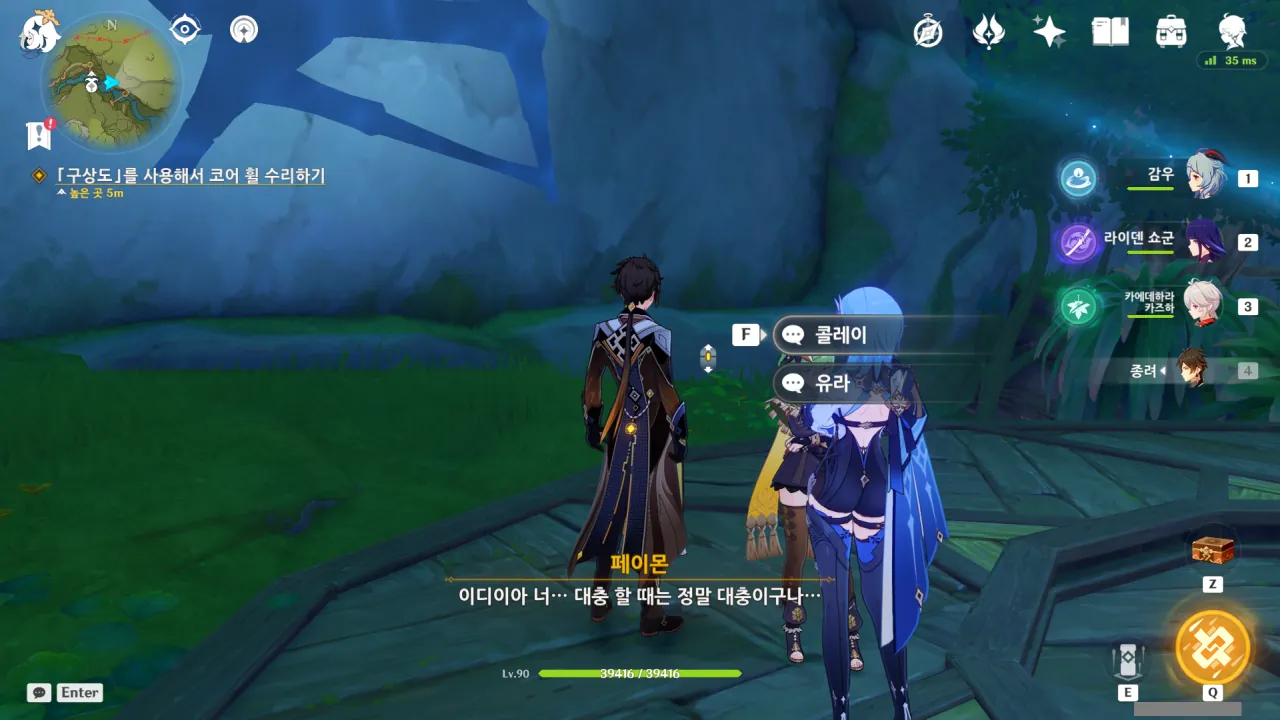 N
35 ms
「구상도」를 사용해서 코어 휠 수리하기
높은 곳 5m
감우
1
라이덴 쇼군
2
카에데하라
카즈하
3
종려
4
F
콜레이
유라
페이몬
이디이아 너… 대충 할 때는 정말 대충이구나…
Z
Lv.90
39416 / 39416
Enter
E
Q